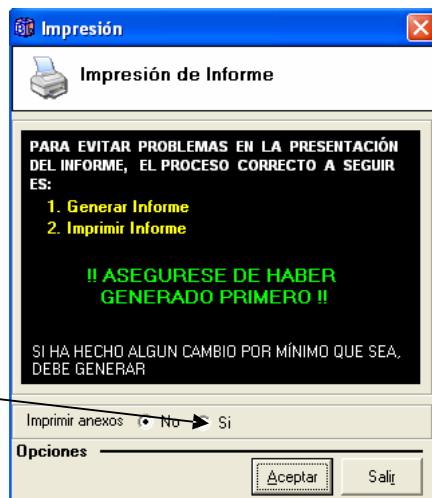 Impresión
Impresión de Informe
PARA EVITAR PROBLEMAS EN LA PRESENTACIÓN
DEL INFORME, EL PROCESO CORRECTO A SEGUIR
ES:
1. Generar Informe
2. Imprimir Informe
!! ASEGURESE DE HABER
GENERADO PRIMERO !!
SI HA HECHO ALGUN CAMBIO POR MÍNIMO QUE SEA,
DEBE GENERAR
Imprimir anexos No Si
Opciones
Aceptar Salir